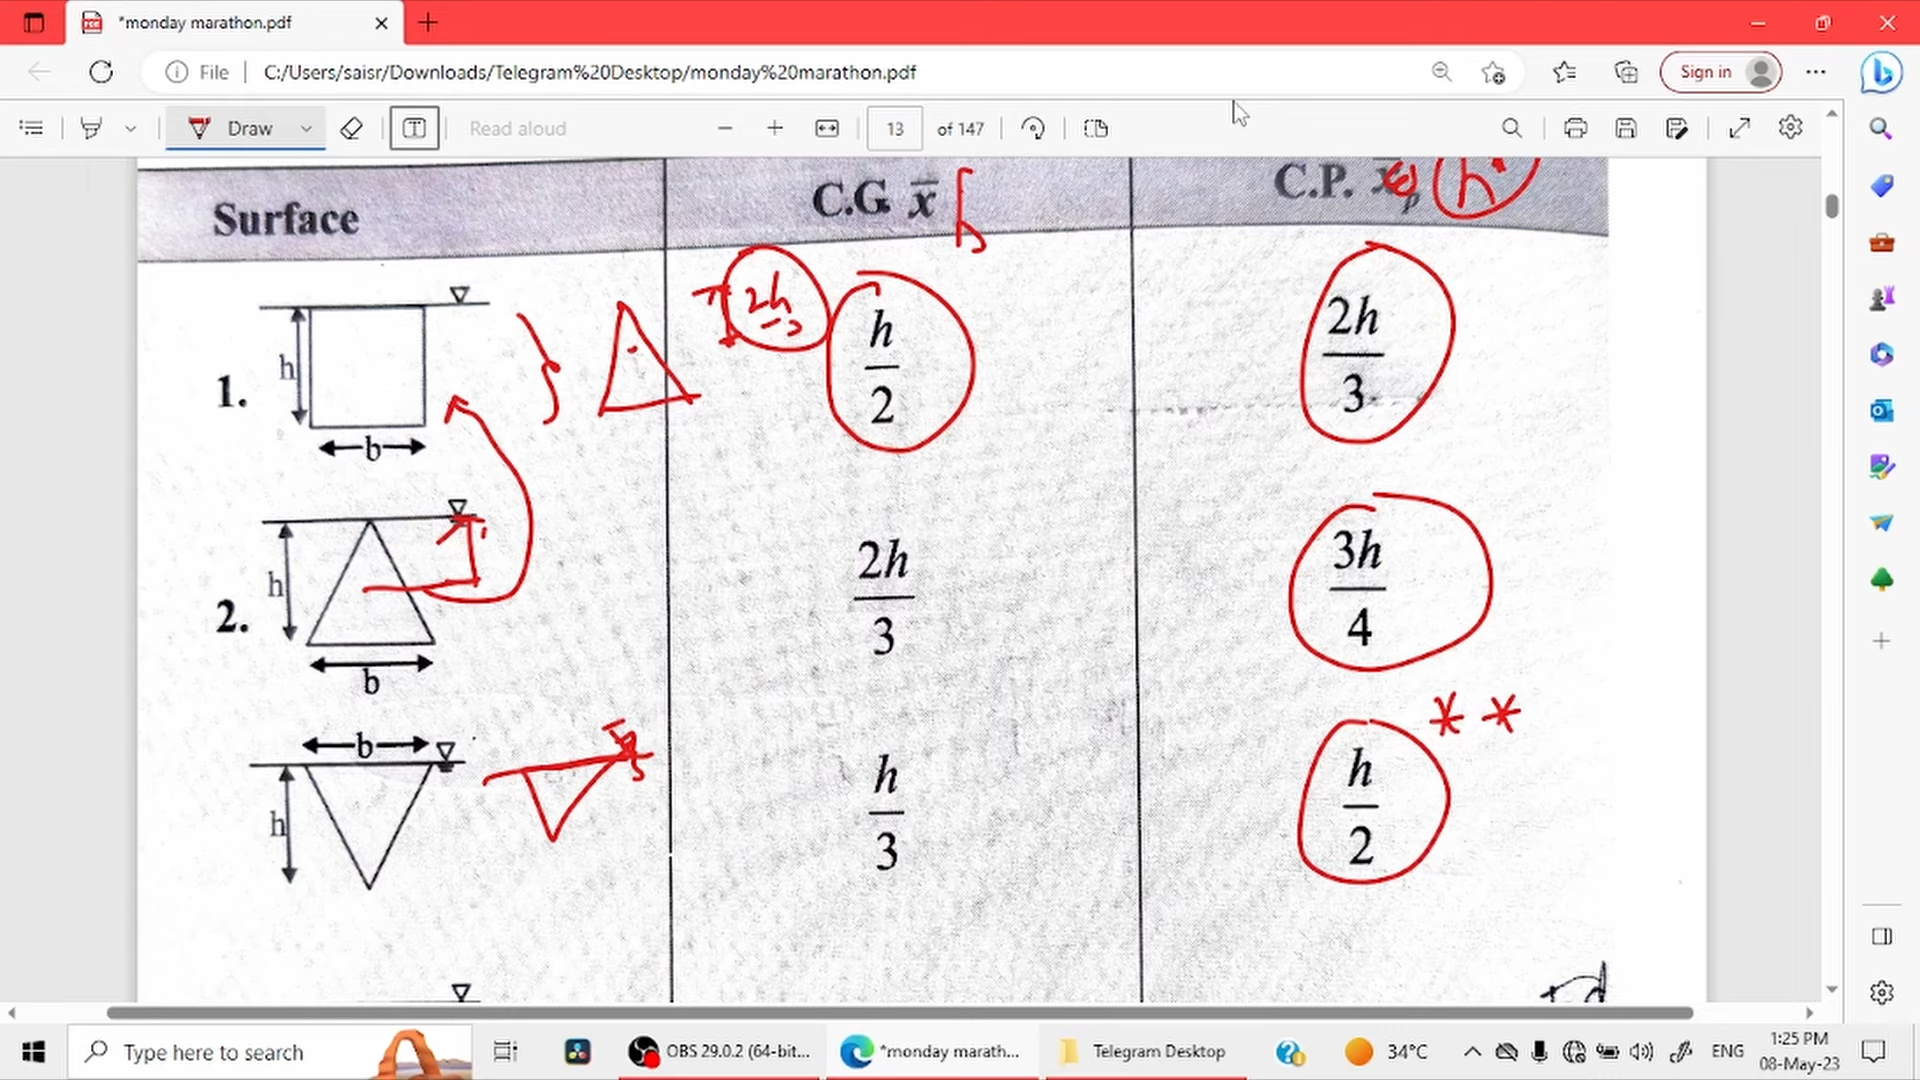 *monday marathon.pdf
File
C:/Users/saisr/Downloads/Telegram%20Desktop/monday%20marathon.pdf
Sign in
Draw
Read aloud
13
of 147
Surface
C.G. x̄
h̄
C.P. x̄p
h*
1.
h
b
2h/3
h/2
2h/3
2.
h
b
2h/3
3h/4
b
h
h/3
h/2
**
Type here to search
OBS 29.0.2 (64-bit...
*monday marath...
Telegram Desktop
34°C
ENG
1:25 PM
08-May-23